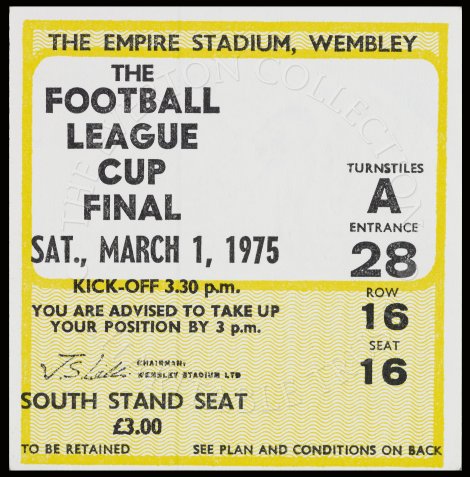 THE EMPIRE STADIUM, WEMBLEY
THE
FOOTBALL
LEAGUE
CUP
FINAL
SAT., MARCH 1, 1975
KICK-OFF 3.30 p.m.
YOU ARE ADVISED TO TAKE UP
YOUR POSITION BY 3 p.m.
CHAIRMAN:
WEMBLEY STADIUM LTD
SOUTH STAND SEAT
£3.00
TO BE RETAINED
TURNSTILES
A
ENTRANCE
28
ROW
16
SEAT
16
SEE PLAN AND CONDITIONS ON BACK